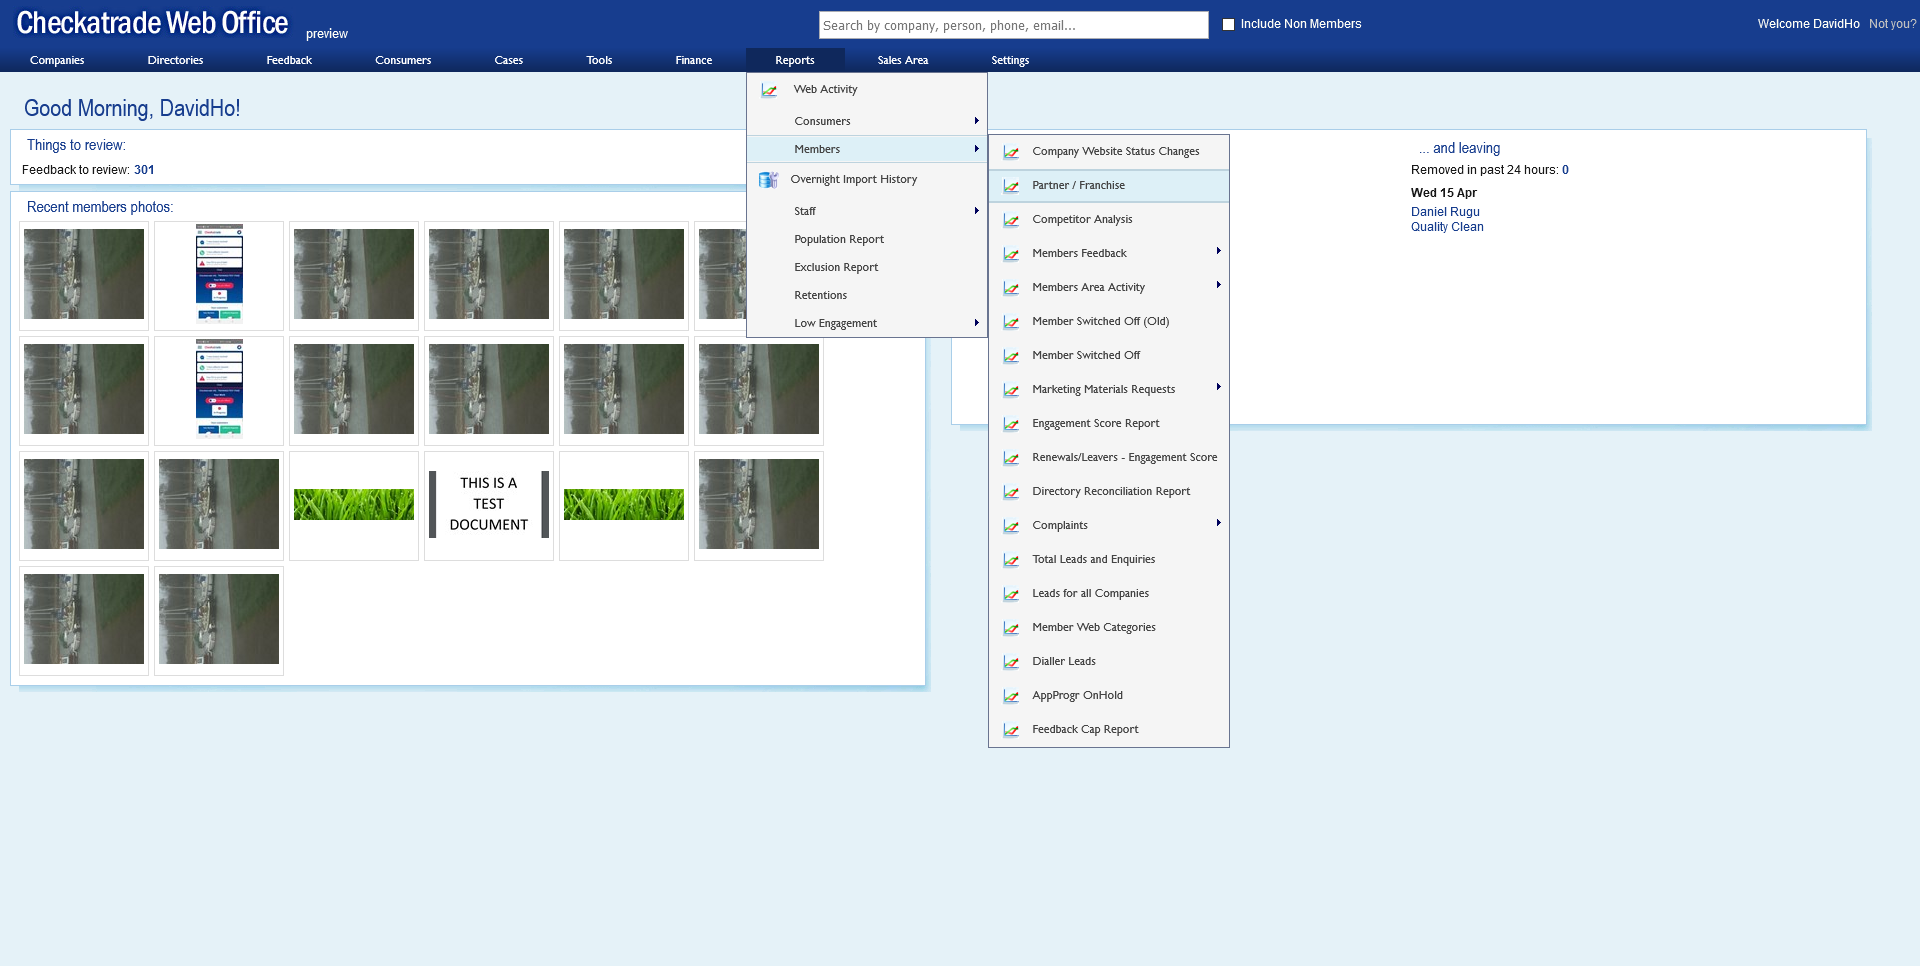 Checkatrade Web Office preview
Search by company, person, phone, email...
Include Non Members
Welcome DavidHo Not you?
Companies Directories Feedback Consumers Cases Tools Finance Reports Sales Area Settings
Good Morning, DavidHo!
Things to review:
Feedback to review: 301
Recent members photos:
THIS IS A
TEST
DOCUMENT
Web Activity
Consumers
Members
Overnight Import History
Staff
Population Report
Exclusion Report
Retentions
Low Engagement
Company Website Status Changes
Partner / Franchise
Competitor Analysis
Members Feedback
Members Area Activity
Member Switched Off (Old)
Member Switched Off
Marketing Materials Requests
Engagement Score Report
Renewals/Leavers - Engagement Score
Directory Reconciliation Report
Complaints
Total Leads and Enquiries
Leads for all Companies
Member Web Categories
Dialler Leads
AppProgr OnHold
Feedback Cap Report
... and leaving
Removed in past 24 hours: 0
Wed 15 Apr
Daniel Rugu
Quality Clean